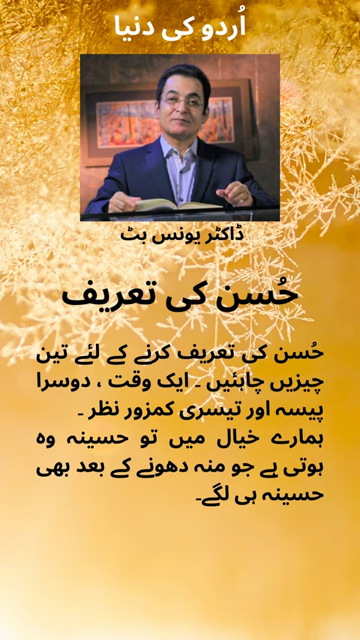 اُردو کی دنیا
ڈاکٹر یونس بٹ
حُسن کی تعریف
حُسن کی تعریف کرنے کے لئے تین
چیزیں چاہئیں ۔ ایک وقت ، دوسرا
پیسہ اور تیسری کمزور نظر ۔
ہمارے خیال میں تو حسینہ وہ
ہوتی ہے جو منہ دھونے کے بعد بھی
حسینہ ہی لگے۔